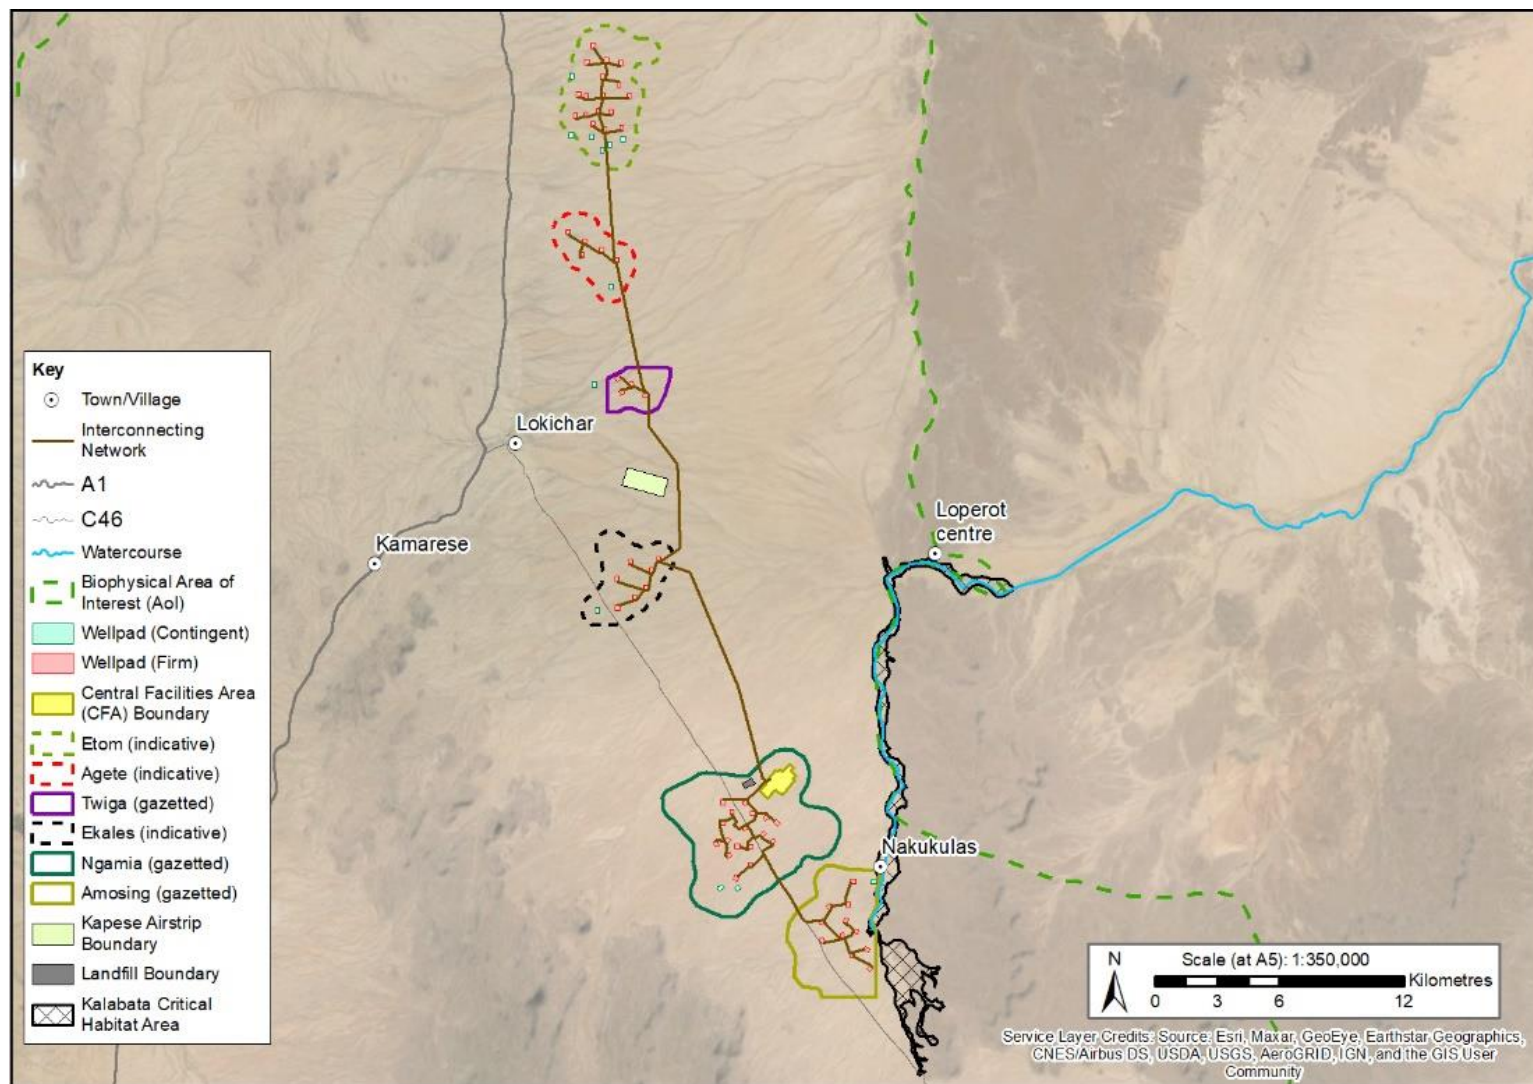 Lokichar
Kamarese
Loperot
centre
Nakukulas
Key
Town/Village
Interconnecting
Network
A1
C46
Watercourse
Biophysical Area of
Interest (AoI)
Wellpad (Contingent)
Wellpad (Firm)
Central Facilities Area
(CFA) Boundary
Etom (indicative)
Agete (indicative)
Twiga (gazetted)
Ekales (indicative)
Ngamia (gazetted)
Amosing (gazetted)
Kapese Airstrip
Boundary
Landfill Boundary
Kalabata Critical
Habitat Area
N
Scale (at A5): 1:350,000
Kilometres
0 3 6 12
Service Layer Credits: Source: Esri, Maxar, GeoEye, Earthstar Geographics,
CNES/Airbus DS, USDA, USGS, AeroGRID, IGN, and the GIS User
Community